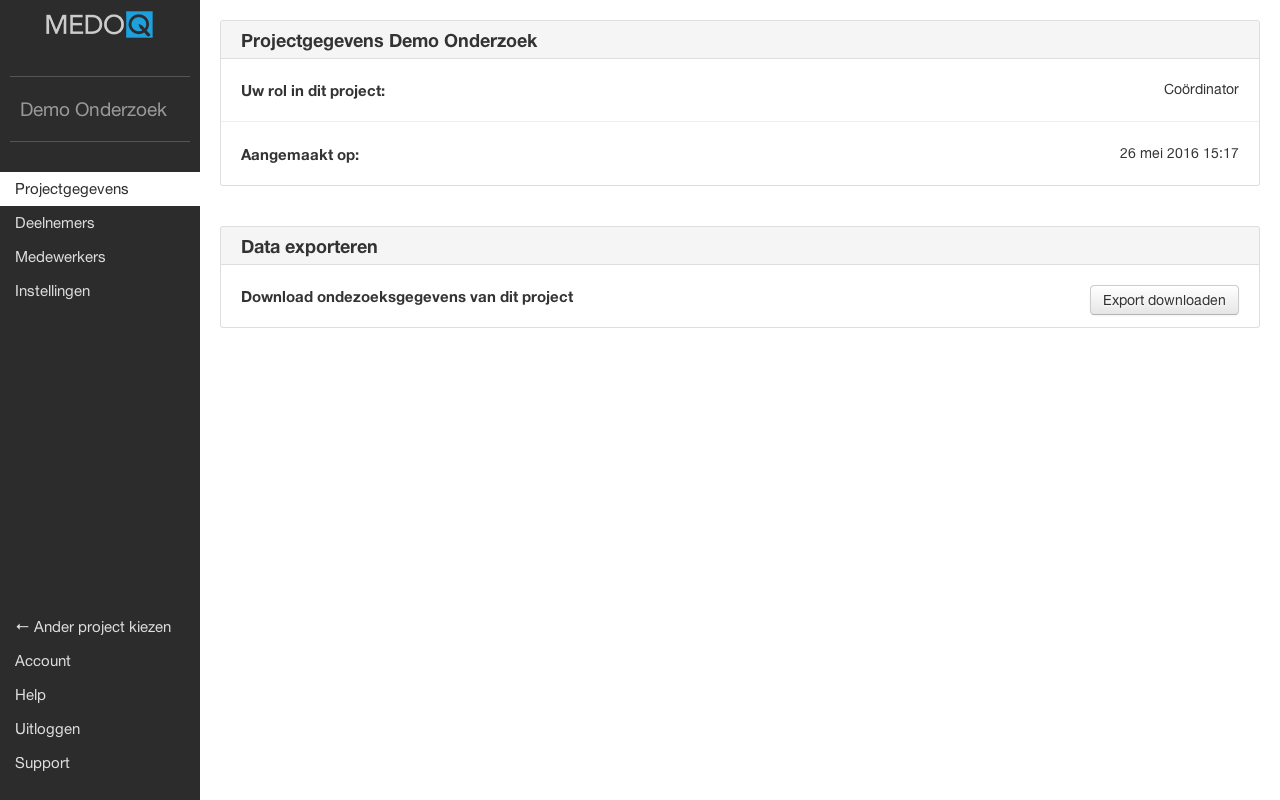 MEDOQ
Demo Onderzoek
Projectgegevens
Deelnemers
Medewerkers
Instellingen
← Ander project kiezen
Account
Help
Uitloggen
Support
Projectgegevens Demo Onderzoek
Uw rol in dit project: Coördinator
Aangemaakt op: 26 mei 2016 15:17
Data exporteren
Download ondezoeksgegevens van dit project Export downloaden